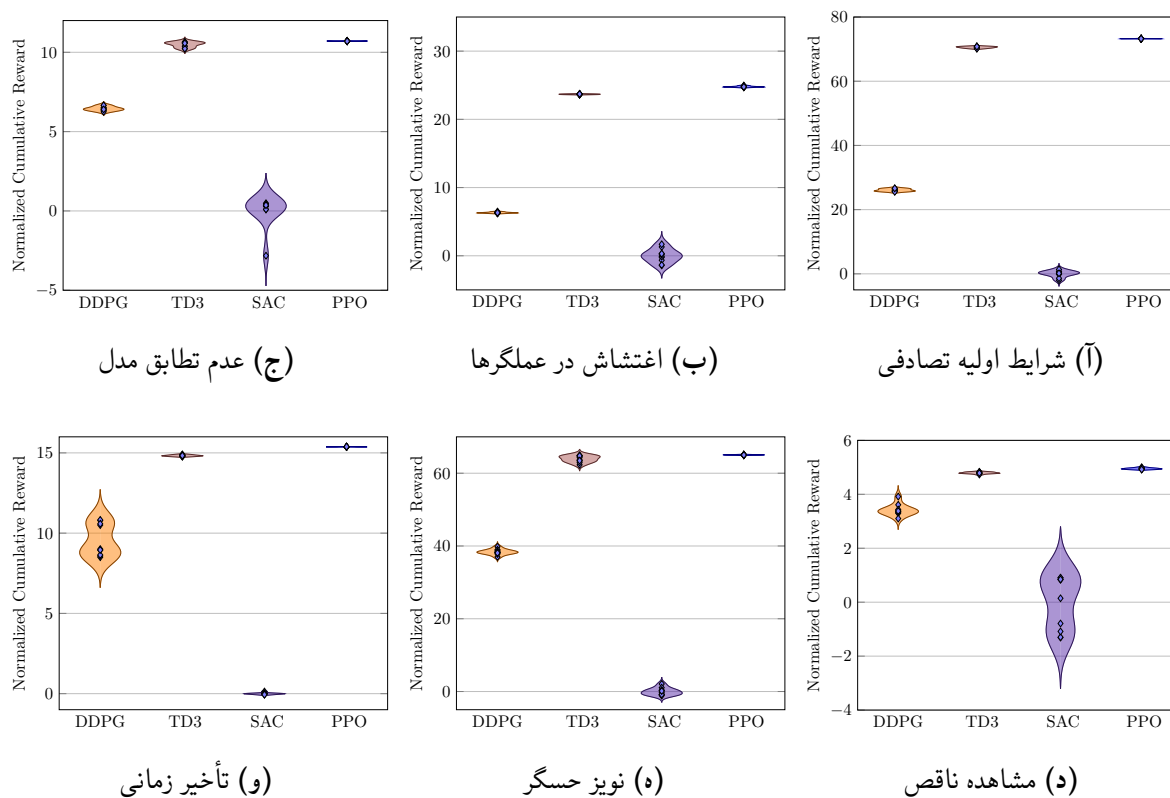 Normalized Cumulative Reward
80
60
40
20
0
DDPG TD3 SAC PPO
(آ) شرایط اولیه تصادفی
Normalized Cumulative Reward
30
20
10
0
DDPG TD3 SAC PPO
(ب) اغتشاش در عملگرها
Normalized Cumulative Reward
10
5
0
−5
DDPG TD3 SAC PPO
(ج) عدم تطابق مدل
Normalized Cumulative Reward
6
4
2
0
−2
−4
DDPG TD3 SAC PPO
(د) مشاهده ناقص
Normalized Cumulative Reward
60
40
20
0
DDPG TD3 SAC PPO
(ه) نویز حسگر
Normalized Cumulative Reward
15
10
5
0
DDPG TD3 SAC PPO
(و) تأخیر زمانی